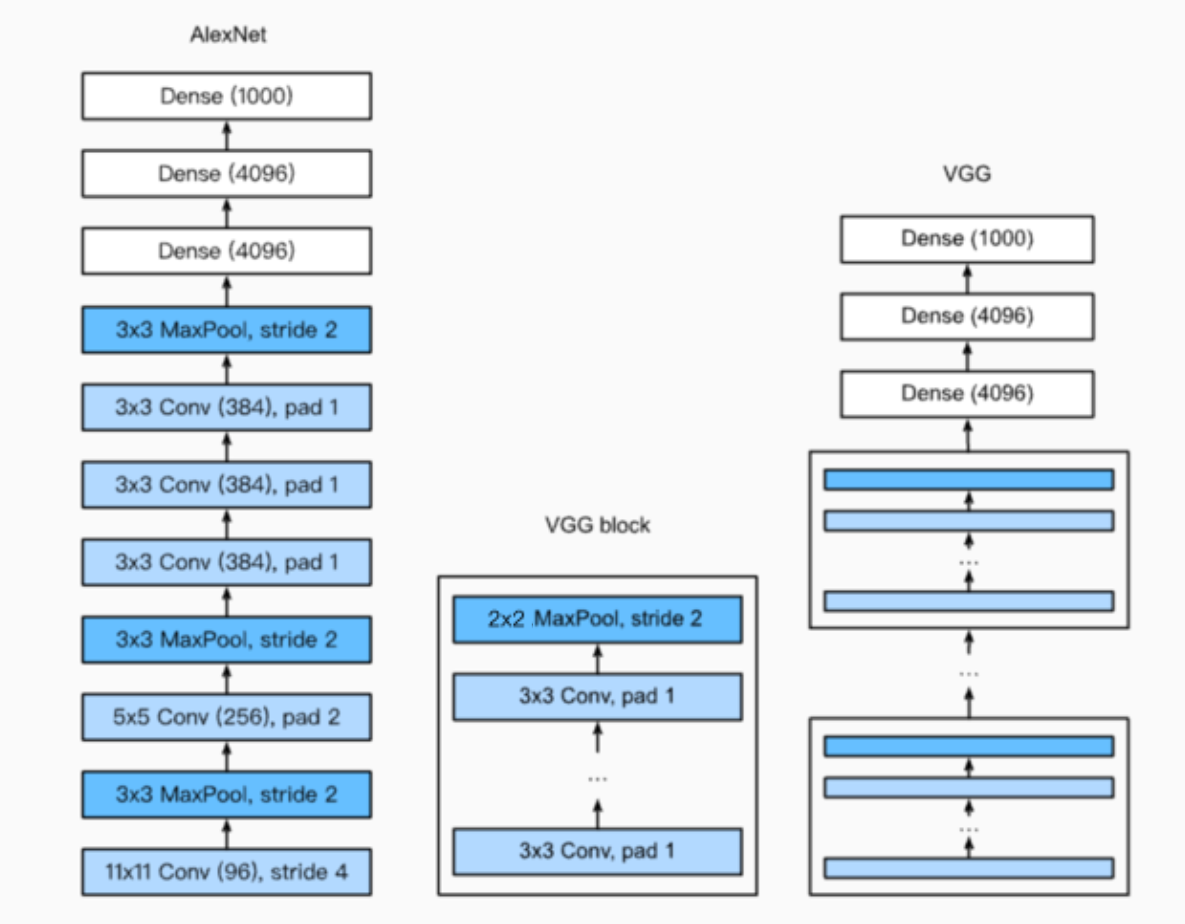 AlexNet
Dense (1000)
Dense (4096)
Dense (4096)
3x3 MaxPool, stride 2
3x3 Conv (384), pad 1
3x3 Conv (384), pad 1
3x3 Conv (384), pad 1
3x3 MaxPool, stride 2
5x5 Conv (256), pad 2
3x3 MaxPool, stride 2
11x11 Conv (96), stride 4
VGG block
2x2 .MaxPool, stride 2
3x3 Conv, pad 1
...
3x3 Conv, pad 1
VGG
Dense (1000)
Dense (4096)
Dense (4096)
...
...
...